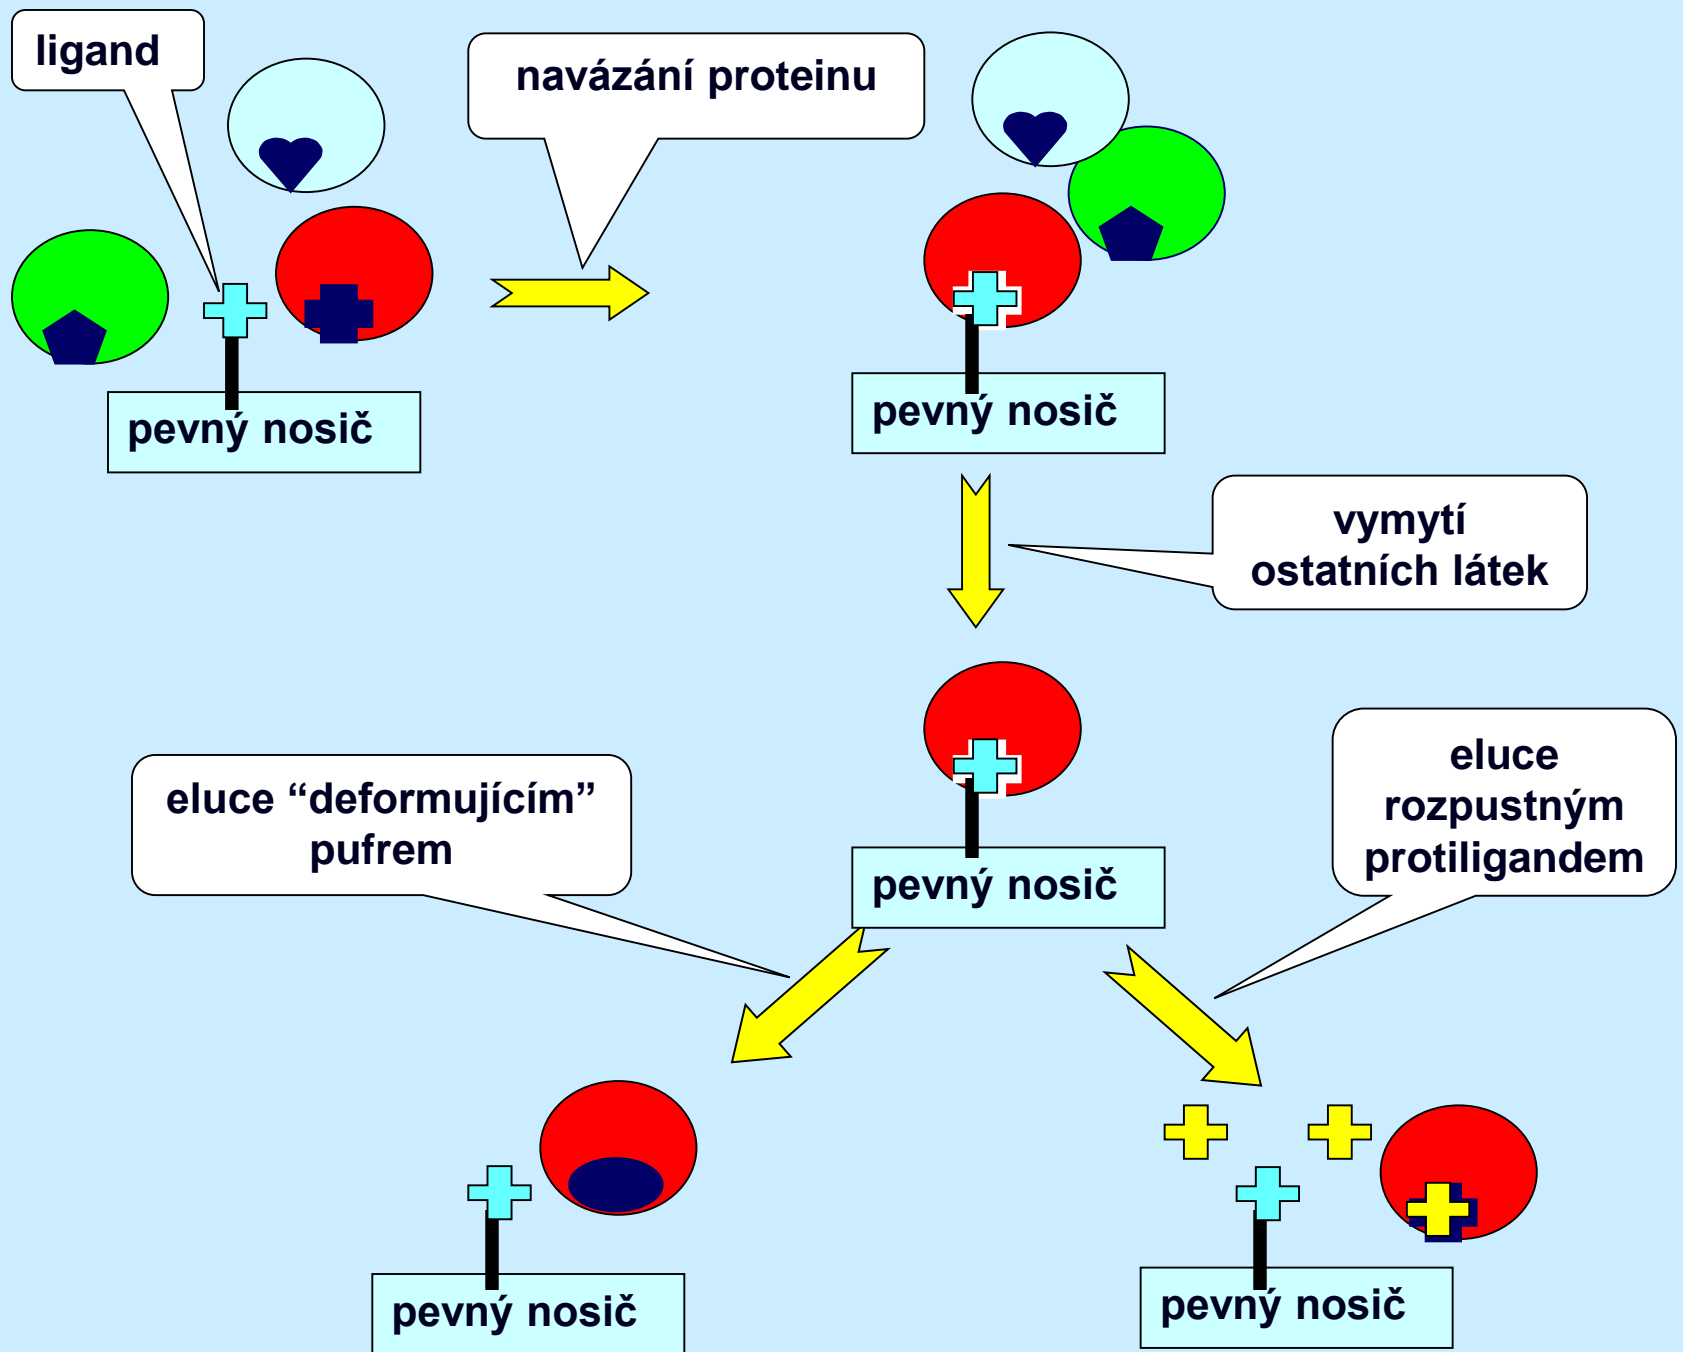 ligand
navázání proteinu
pevný nosič
pevný nosič
vymytí
ostatních látek
eluce “deformujícím”
pufrem
eluce
rozpustným
protiligandem
pevný nosič
pevný nosič
pevný nosič